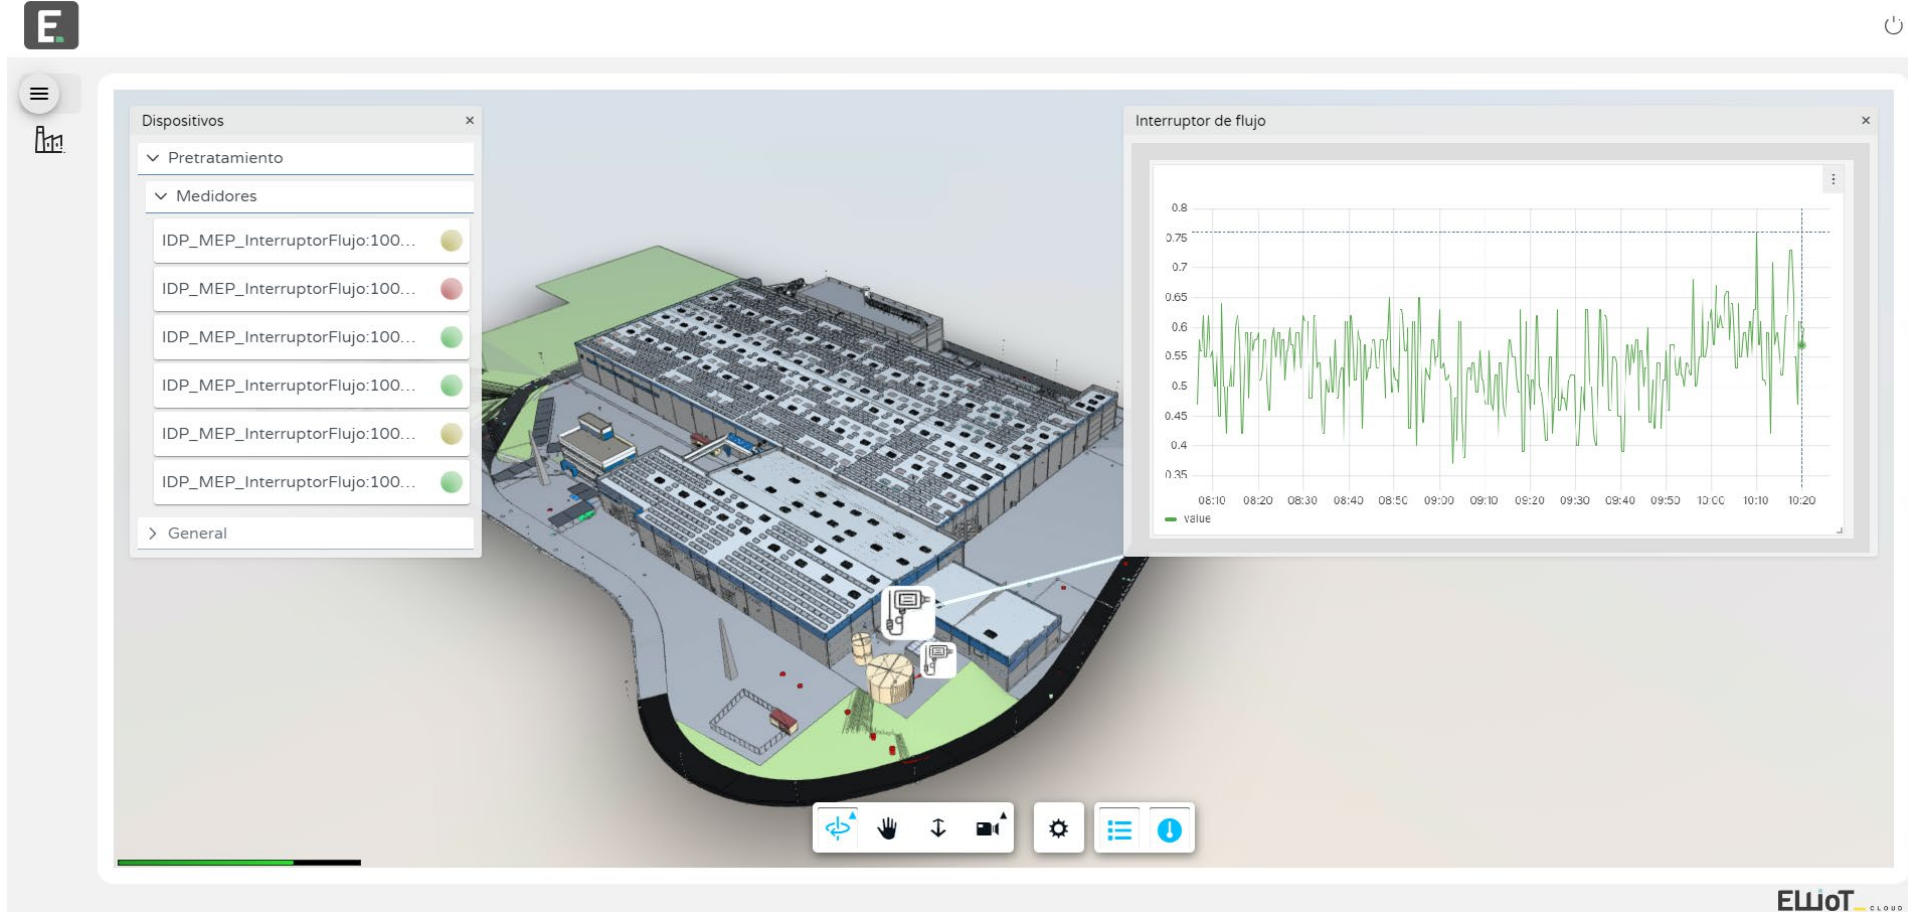 E.
Dispositivos
Pretratamiento
Medidores
IDP_MEP_InterruptorFlujo:100...
IDP_MEP_InterruptorFlujo:100...
IDP_MEP_InterruptorFlujo:100...
IDP_MEP_InterruptorFlujo:100...
IDP_MEP_InterruptorFlujo:100...
IDP_MEP_InterruptorFlujo:100...
General
Interruptor de flujo
0.8
0.75
0.7
0.65
0.6
0.55
0.5
0.45
0.4
0.35
08:10 08:20 08:30 08:40 08:50 09:00 09:10 09:20 09:30 09:40 09:50 10:00 10:10 10:20
value
ELLIOT_CLOUD